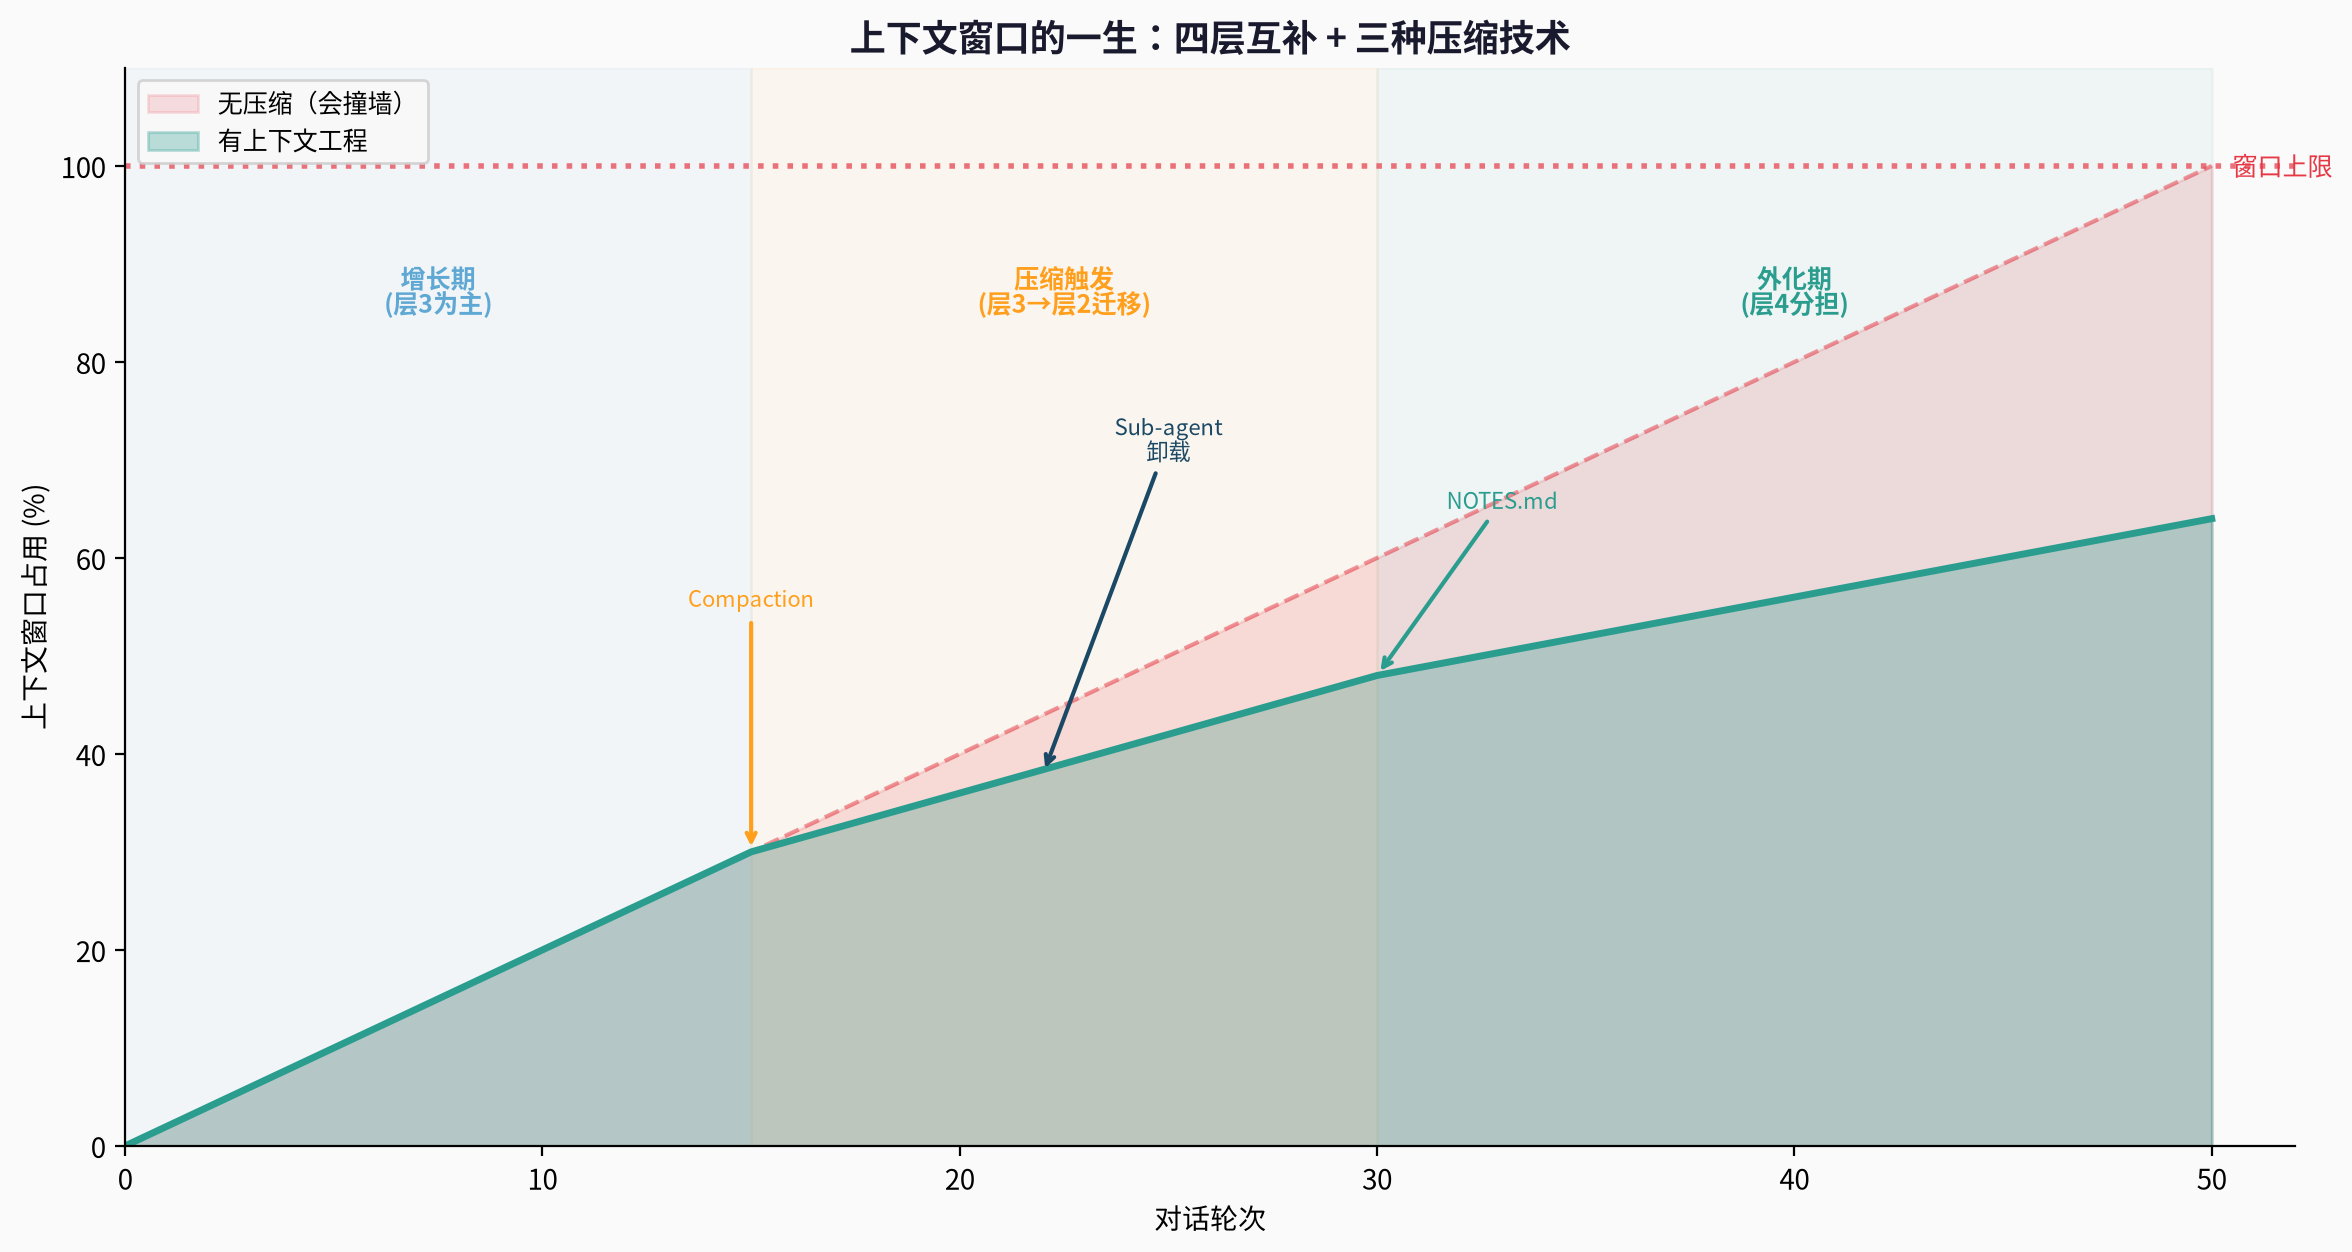 上下文窗口的一生：四层互补 + 三种压缩技术
无压缩（会撞墙）
有上下文工程
窗口上限
增长期
(层3为主)
压缩触发
(层3→层2迁移)
外化期
(层4分担)
Sub-agent
卸载
NOTES.md
Compaction
上下文窗口占用 (%)
100
80
60
40
20
0
0
10
20
30
40
50
对话轮次